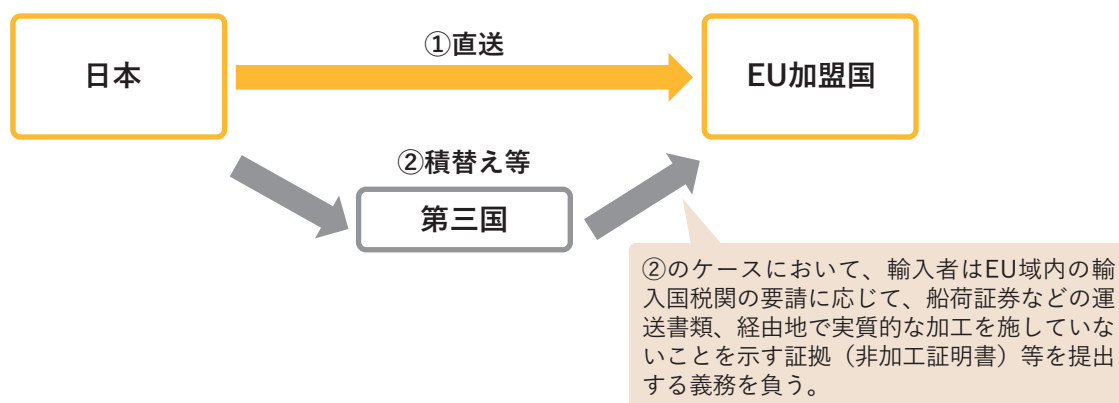 ①直送
日本
EU加盟国
②積替え等
第三国
②のケースにおいて、輸入者はEU域内の輸
入国税関の要請に応じて、船荷証券などの運
送書類、経由地で実質的な加工を施していな
いことを示す証拠（非加工証明書）等を提出
する義務を負う。